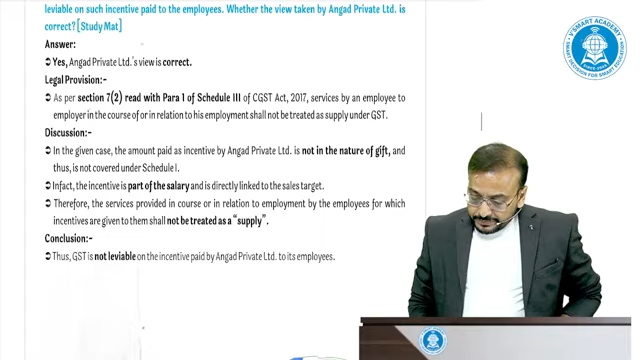 leviable on such incentive paid to the employees. Whether the view taken by Angad Private Ltd. is
correct? [Study Mat]
Answer:
➲ Yes, Angad Private Ltd.'s view is correct.
Legal Provision:-
➲ As per section 7(2) read with Para 1 of Schedule III of CGST Act, 2017, services by an employee to
employer in the course of or in relation to his employment shall not be treated as supply under GST.
Discussion:-
➲ In the given case, the amount paid as incentive by Angad Private Ltd. is not in the nature of gift, and
thus, is not covered under Schedule I.
➲ Infact, the incentive is part of the salary and is directly linked to the sales target.
➲ Therefore, the services provided in course or in relation to employment by the employees for which
incentives are given to them shall not be treated as a "supply".
Conclusion:-
➲ Thus, GST is not leviable on the incentive paid by Angad Private Ltd. to its employees.
V'SMART ACADEMY
SMART DECISION FOR SMART EDUCATION